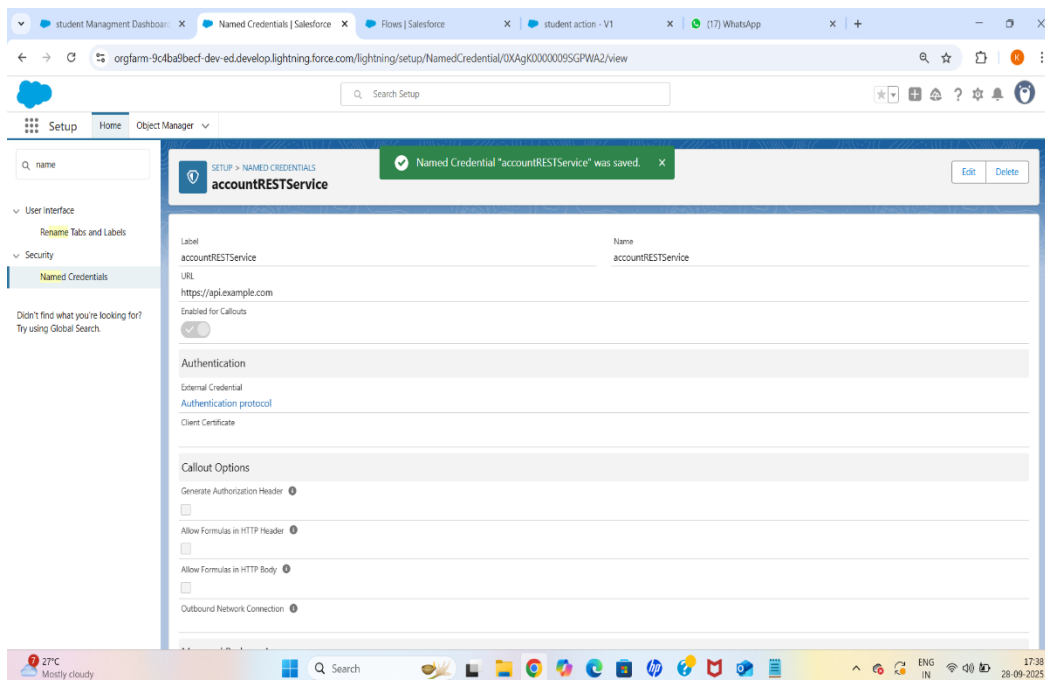 student Managment Dashboard
Named Credentials | Salesforce
Flows | Salesforce
student action - V1
(17) WhatsApp
orgfarm-9c4ba9becf-dev-ed.develop.lightning.force.com/lightning/setup/NamedCredential/0XAgK0000009SGPWA2/view
K
Search Setup
Setup
Home
Object Manager
name
SETUP > NAMED CREDENTIALS
accountRESTService
Named Credential "accountRESTService" was saved.
Edit
Delete
User Interface
Rename Tabs and Labels
Security
Named Credentials
Didn't find what you're looking for?
Try using Global Search.
Label
accountRESTService
Name
accountRESTService
URL
https://api.example.com
Enabled for Callouts
Authentication
External Credential
Authentication protocol
Client Certificate
Callout Options
Generate Authorization Header
Allow Formulas in HTTP Header
Allow Formulas in HTTP Body
Outbound Network Connection
7
27°C
Mostly cloudy
Search
ENG
IN
17:38
28-09-2025